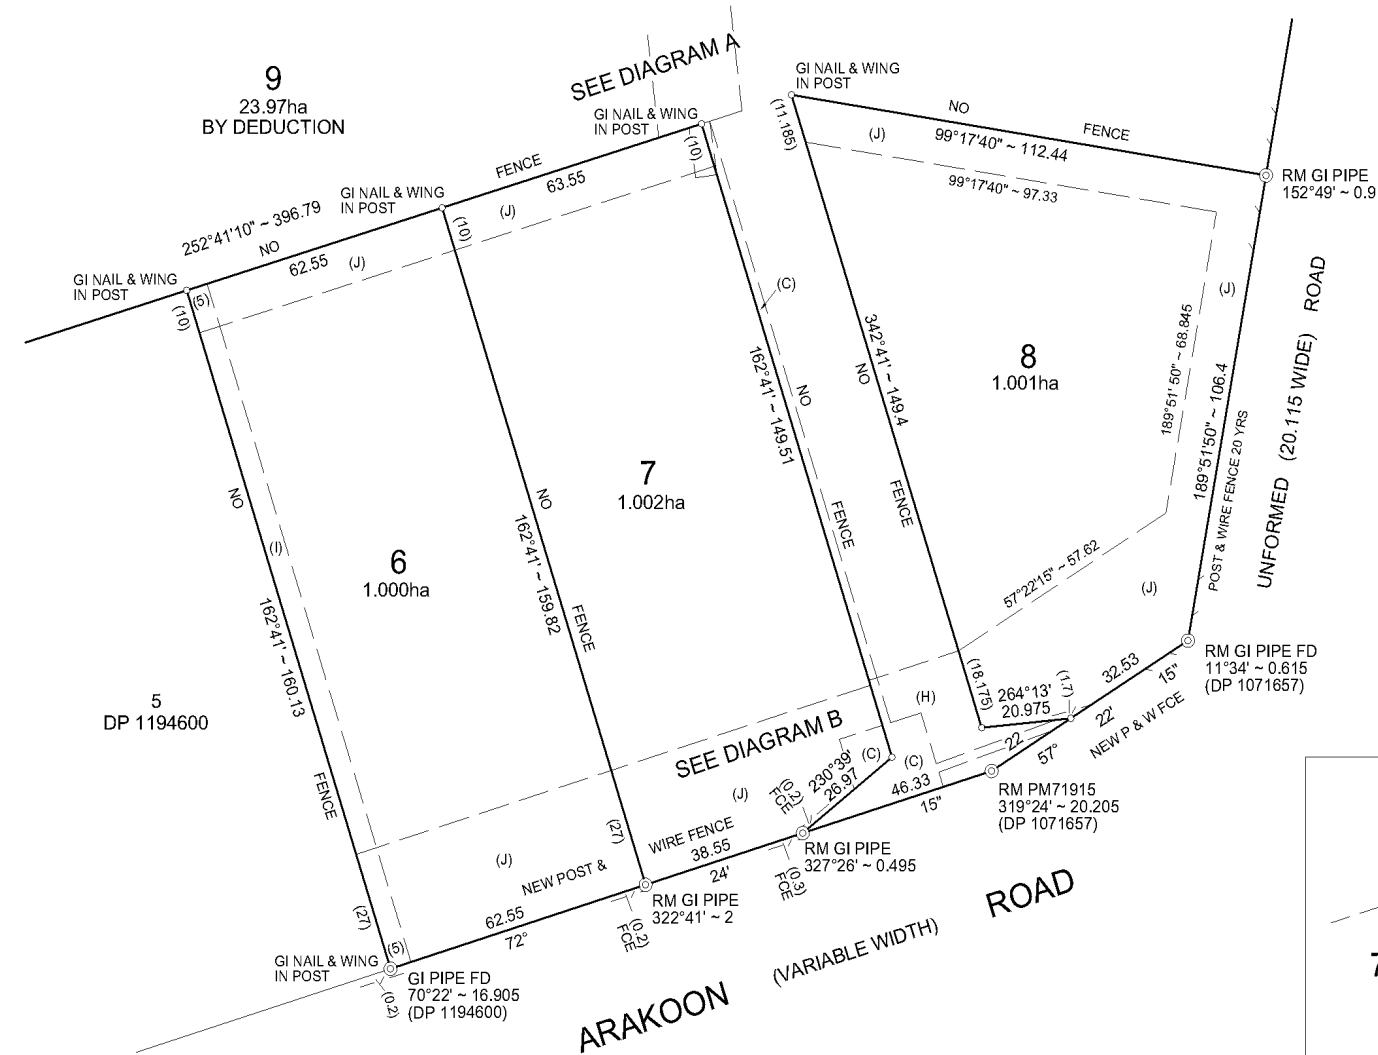 9
23.97ha
BY DEDUCTION
SEE DIAGRAM A
GI NAIL & WING
IN POST
GI NAIL & WING
IN POST
(11.185)
NO
FENCE
(J)
99°17'40" ~ 112.44
99°17'40" ~ 97.33
RM GI PIPE
152°49' ~ 0.9
(10)
FENCE
63.55
(J)
GI NAIL & WING
IN POST
(10)
252°41'10" ~ 396.79
NO
62.55
(J)
GI NAIL & WING
IN POST
(5)
(10)
(C)
(J)
342°41' ~ 149.4
NO
FENCE
8
1.001ha
189°51'50" ~ 68.845
189°51'50" ~ 106.4
POST & WIRE FENCE 20 YRS
UNFORMED (20.115 WIDE) ROAD
162°41' ~ 149.51
NO
FENCE
7
1.002ha
NO
162°41' ~ 159.82
FENCE
NO
(I)
162°41' ~ 160.13
FENCE
6
1.000ha
57°22'15" ~ 57.62
(J)
5
DP 1194600
RM GI PIPE FD
11°34' ~ 0.615
(DP 1071657)
32.53
15"
(1.7)
264°13'
20.975
(18.175)
(H)
22'
22
57°
NEW P & W FCE
SEE DIAGRAM B
(C)
(C)
230°39'
26.97
46.33
15"
(0.2)
FCE
(J)
RM PM71915
319°24' ~ 20.205
(DP 1071657)
WIRE FENCE
38.55
24'
RM GI PIPE
327°26' ~ 0.495
(0.3)
FCE
(27)
(J)
NEW POST &
RM GI PIPE
322°41' ~ 2
62.55
72°
(0.2)
FCE
(27)
(5)
GI NAIL & WING
IN POST
GI PIPE FD
70°22' ~ 16.905
(DP 1194600)
(0.2)
ARAKOON (VARIABLE WIDTH) ROAD